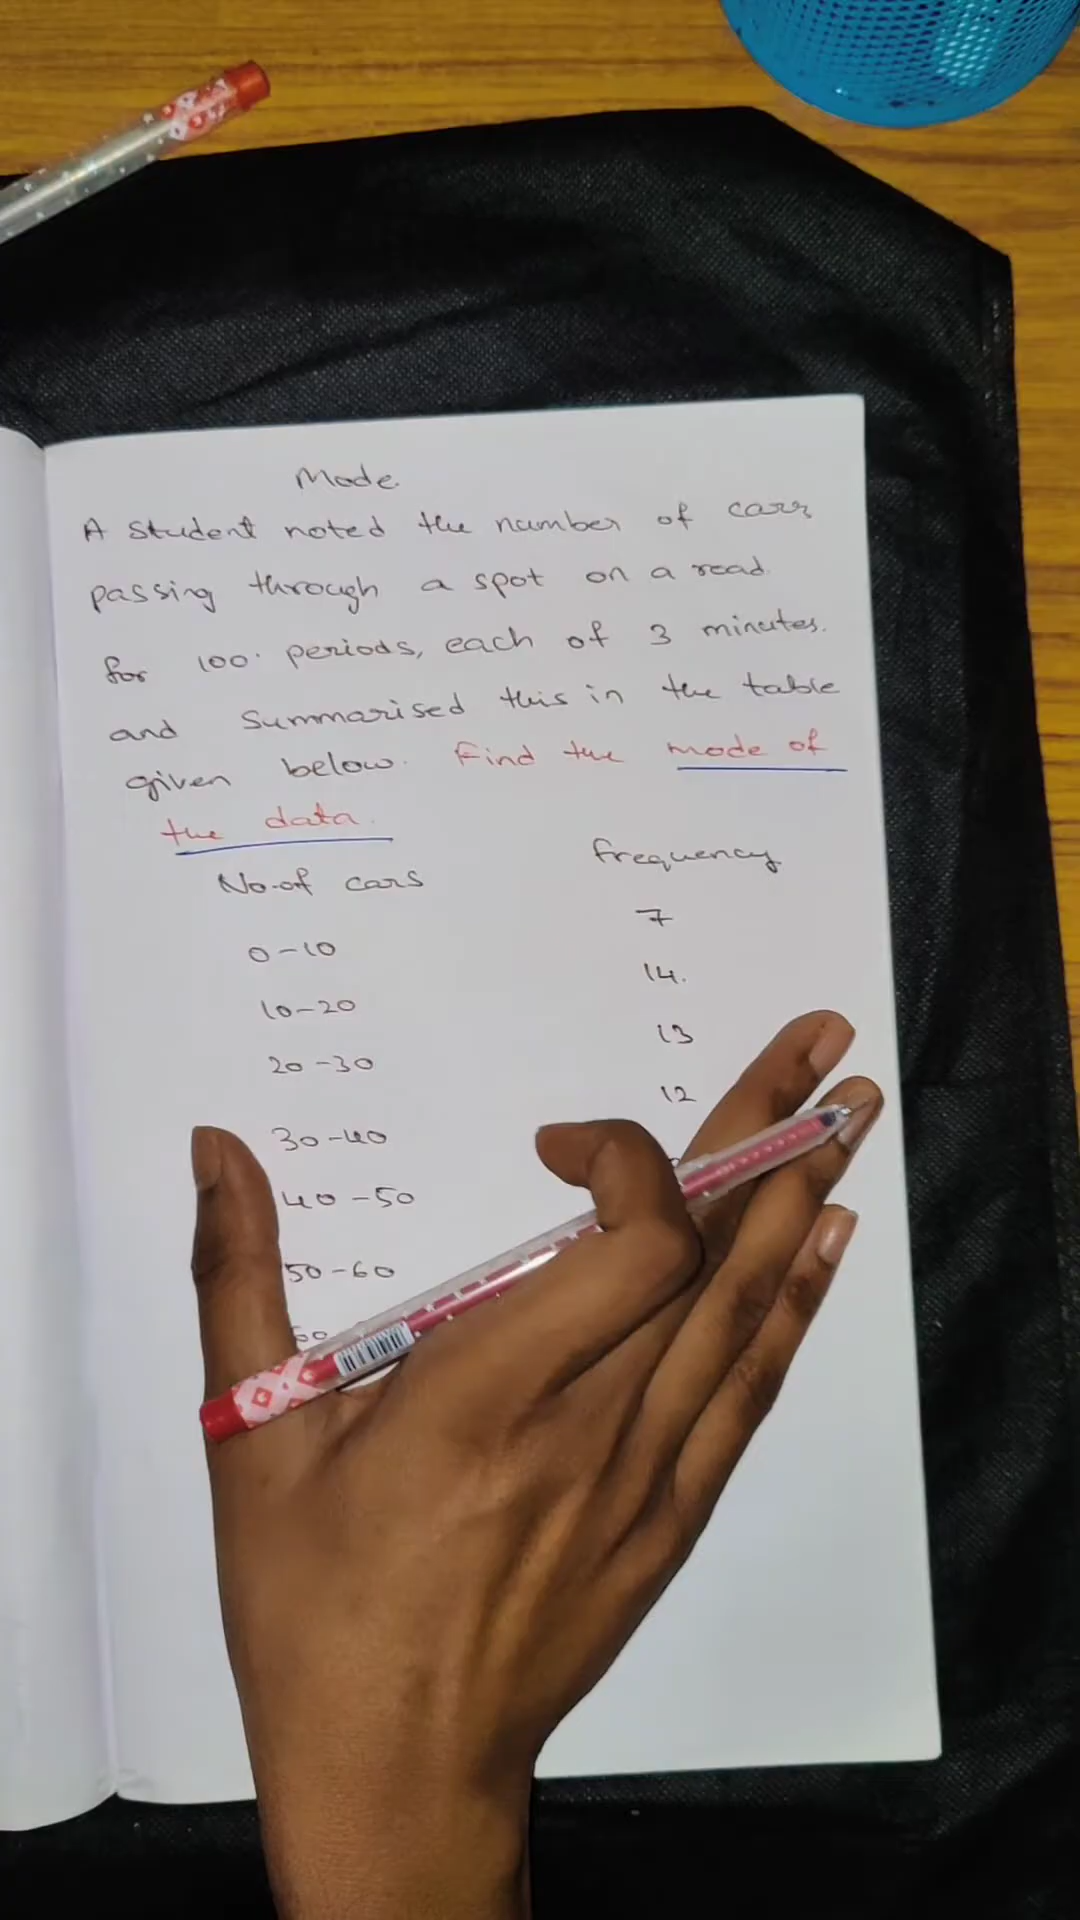 Mode
A Student noted the number of cars
passing through a spot on a road
for 100 periods, each of 3 minutes.
and Summarised this in the table
given below. Find the mode of
the data.
No.of cars Frequency
0-10 7
10-20 14.
20-30 13
30-40 12
40-50
50-60
60